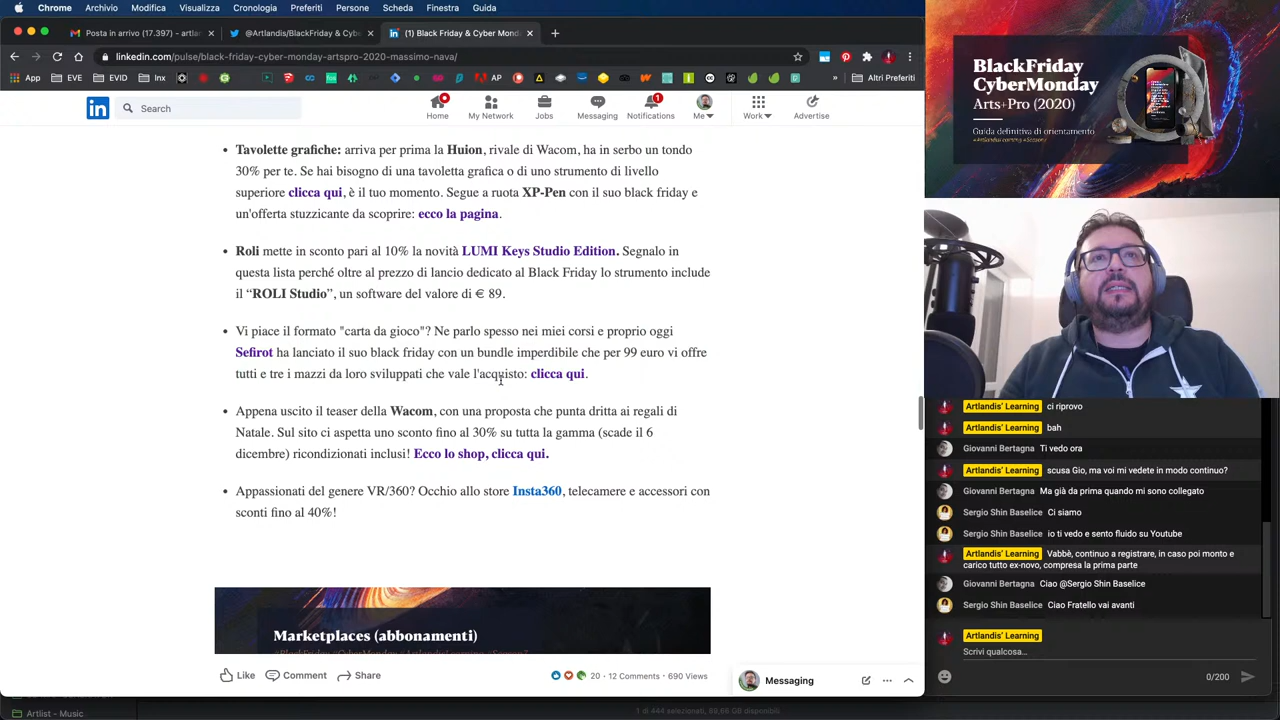 Chrome Archivio Modifica Visualizza Cronologia Preferiti Persone Scheda Finestra Guida
Posta in arrivo (17.397) - artlan
@Artlandis/BlackFriday & Cybe
(1) Black Friday & Cyber Mond
linkedin.com/pulse/black-friday-cyber-monday-artspro-2020-massimo-nava/
App EVE EVID Inx AP Altri Preferiti
in Search
Home My Network Jobs Messaging Notifications Me Work Advertise
1
Tavolette grafiche: arriva per prima la Huion, rivale di Wacom, ha in serbo un tondo
30% per te. Se hai bisogno di una tavoletta grafica o di uno strumento di livello
superiore clicca qui, è il tuo momento. Segue a ruota XP-Pen con il suo black friday e
un'offerta stuzzicante da scoprire: ecco la pagina.
Roli mette in sconto pari al 10% la novità LUMI Keys Studio Edition. Segnalo in
questa lista perché oltre al prezzo di lancio dedicato al Black Friday lo strumento include
il “ROLI Studio”, un software del valore di € 89.
Vi piace il formato "carta da gioco"? Ne parlo spesso nei miei corsi e proprio oggi
Sefirot ha lanciato il suo black friday con un bundle imperdibile che per 99 euro vi offre
tutti e tre i mazzi da loro sviluppati che vale l'acquisto: clicca qui.
Appena uscito il teaser della Wacom, con una proposta che punta dritta ai regali di
Natale. Sul sito ci aspetta uno sconto fino al 30% su tutta la gamma (scade il 6
dicembre) ricondizionati inclusi! Ecco lo shop, clicca qui.
Appassionati del genere VR/360? Occhio allo store Insta360, telecamere e accessori con
sconti fino al 40%!
Marketplaces (abbonamenti)
Like Comment Share
20 · 12 Comments · 690 Views
Messaging
Artlist - Music
1 di 444 selezionati, 89,66 GB disponibili
BlackFriday
CyberMonday
Arts+Pro (2020)
Guida definitiva di orientamento
Artlandis' Learning ci riprovo
Artlandis' Learning bah
Giovanni Bertagna Ti vedo ora
Artlandis' Learning scusa Gio, ma voi mi vedete in modo continuo?
Giovanni Bertagna Ma già da prima quando mi sono collegato
Sergio Shin Baselice Ci siamo
Sergio Shin Baselice io ti vedo e sento fluido su Youtube
Artlandis' Learning Vabbè, continuo a registrare, in caso poi monto e
carico tutto ex-novo, compresa la prima parte
Giovanni Bertagna Ciao @Sergio Shin Baselice
Sergio Shin Baselice Ciao Fratello vai avanti
Artlandis' Learning
Scrivi qualcosa...
0/200